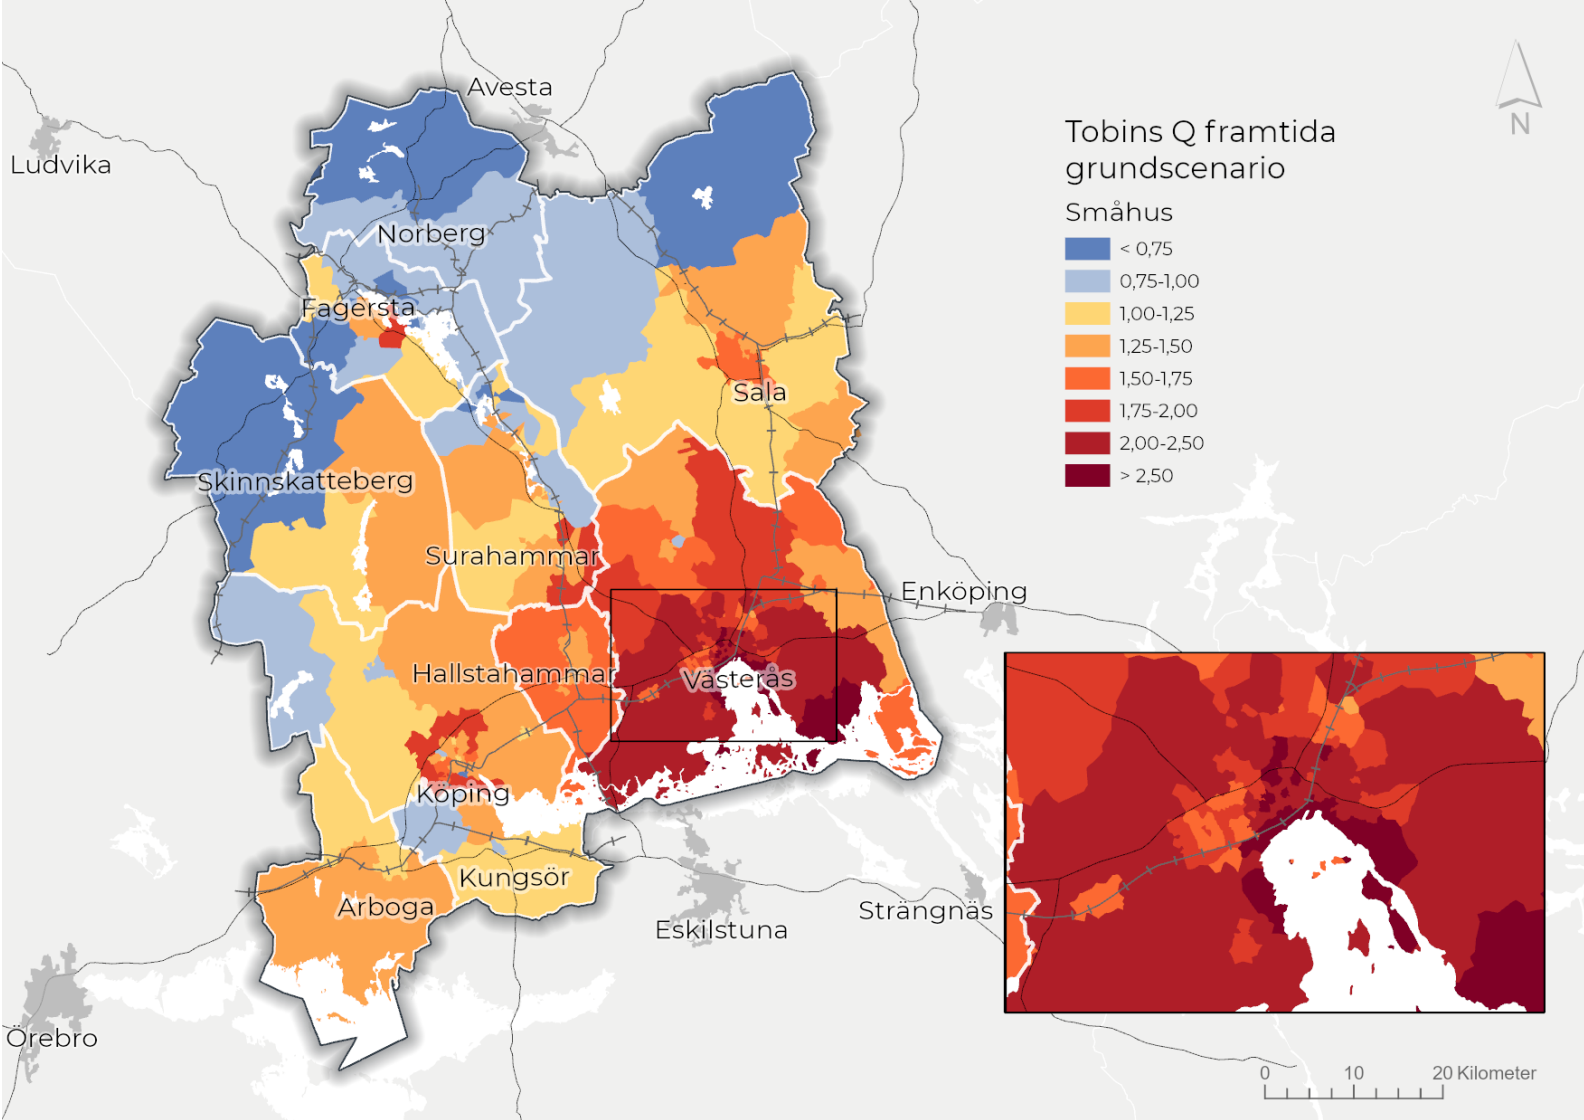 Avesta
Ludvika
Norberg
Fagersta
Sala
Skinnskatteberg
Surahammar
Enköping
Hallstahammar
Västerås
Köping
Kungsör
Arboga
Eskilstuna
Strängnäs
Örebro
N
Tobins Q framtida
grundscenario
Småhus
< 0,75
0,75-1,00
1,00-1,25
1,25-1,50
1,50-1,75
1,75-2,00
2,00-2,50
> 2,50
0 10 20 Kilometer